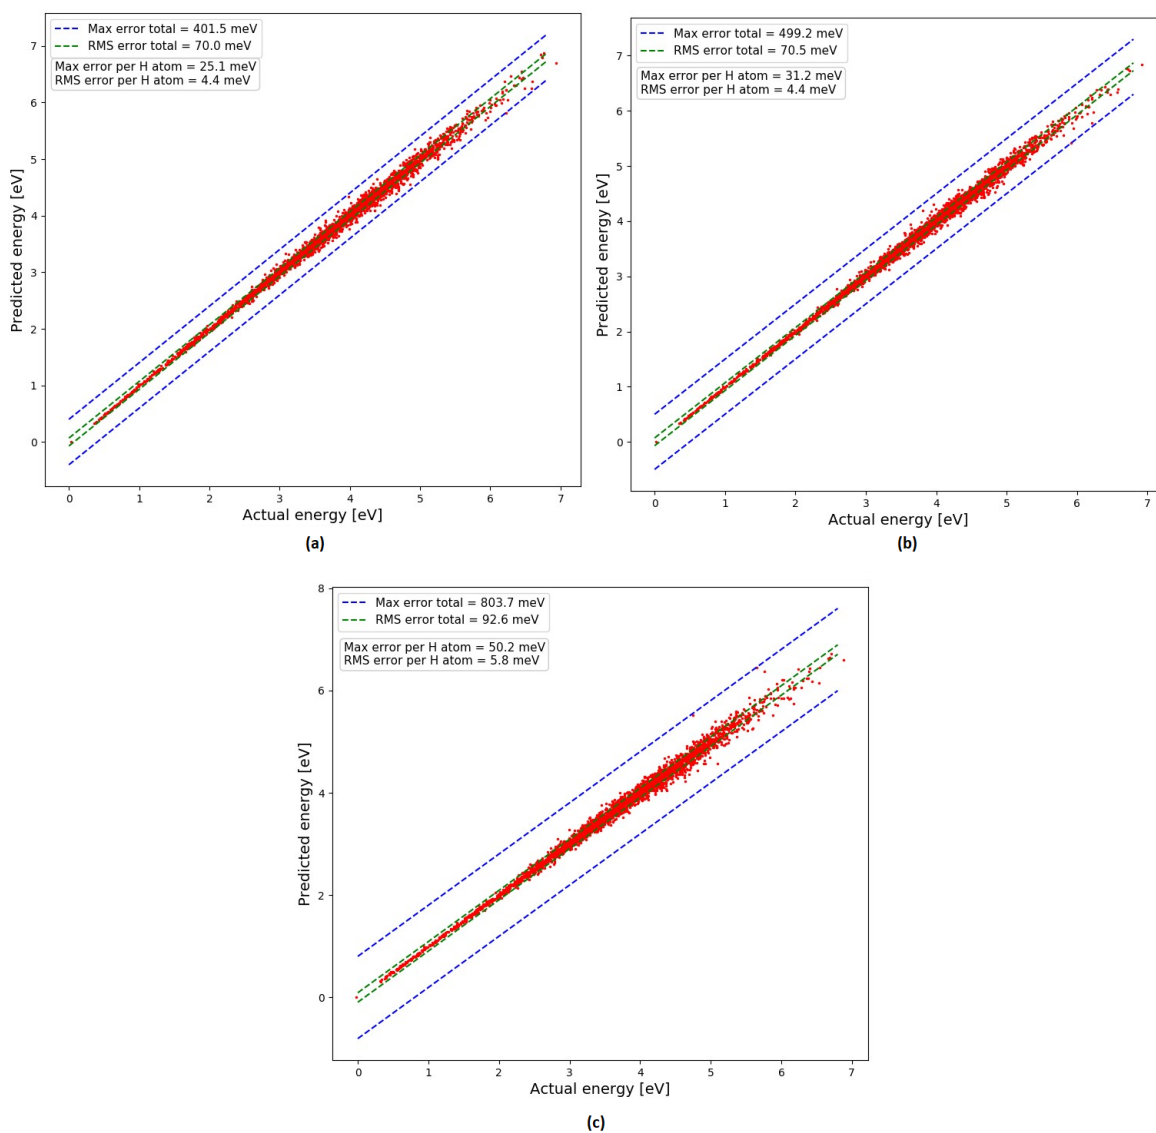 Max error total = 401.5 meV
RMS error total = 70.0 meV
Max error per H atom = 25.1 meV
RMS error per H atom = 4.4 meV
7
6
5
4
3
2
1
0
Predicted energy [eV]
0 1 2 3 4 5 6 7
Actual energy [eV]
(a)
Max error total = 499.2 meV
RMS error total = 70.5 meV
Max error per H atom = 31.2 meV
RMS error per H atom = 4.4 meV
7
6
5
4
3
2
1
0
Predicted energy [eV]
0 1 2 3 4 5 6 7
Actual energy [eV]
(b)
Max error total = 803.7 meV
RMS error total = 92.6 meV
Max error per H atom = 50.2 meV
RMS error per H atom = 5.8 meV
8
6
4
2
0
Predicted energy [eV]
0 1 2 3 4 5 6 7
Actual energy [eV]
(c)